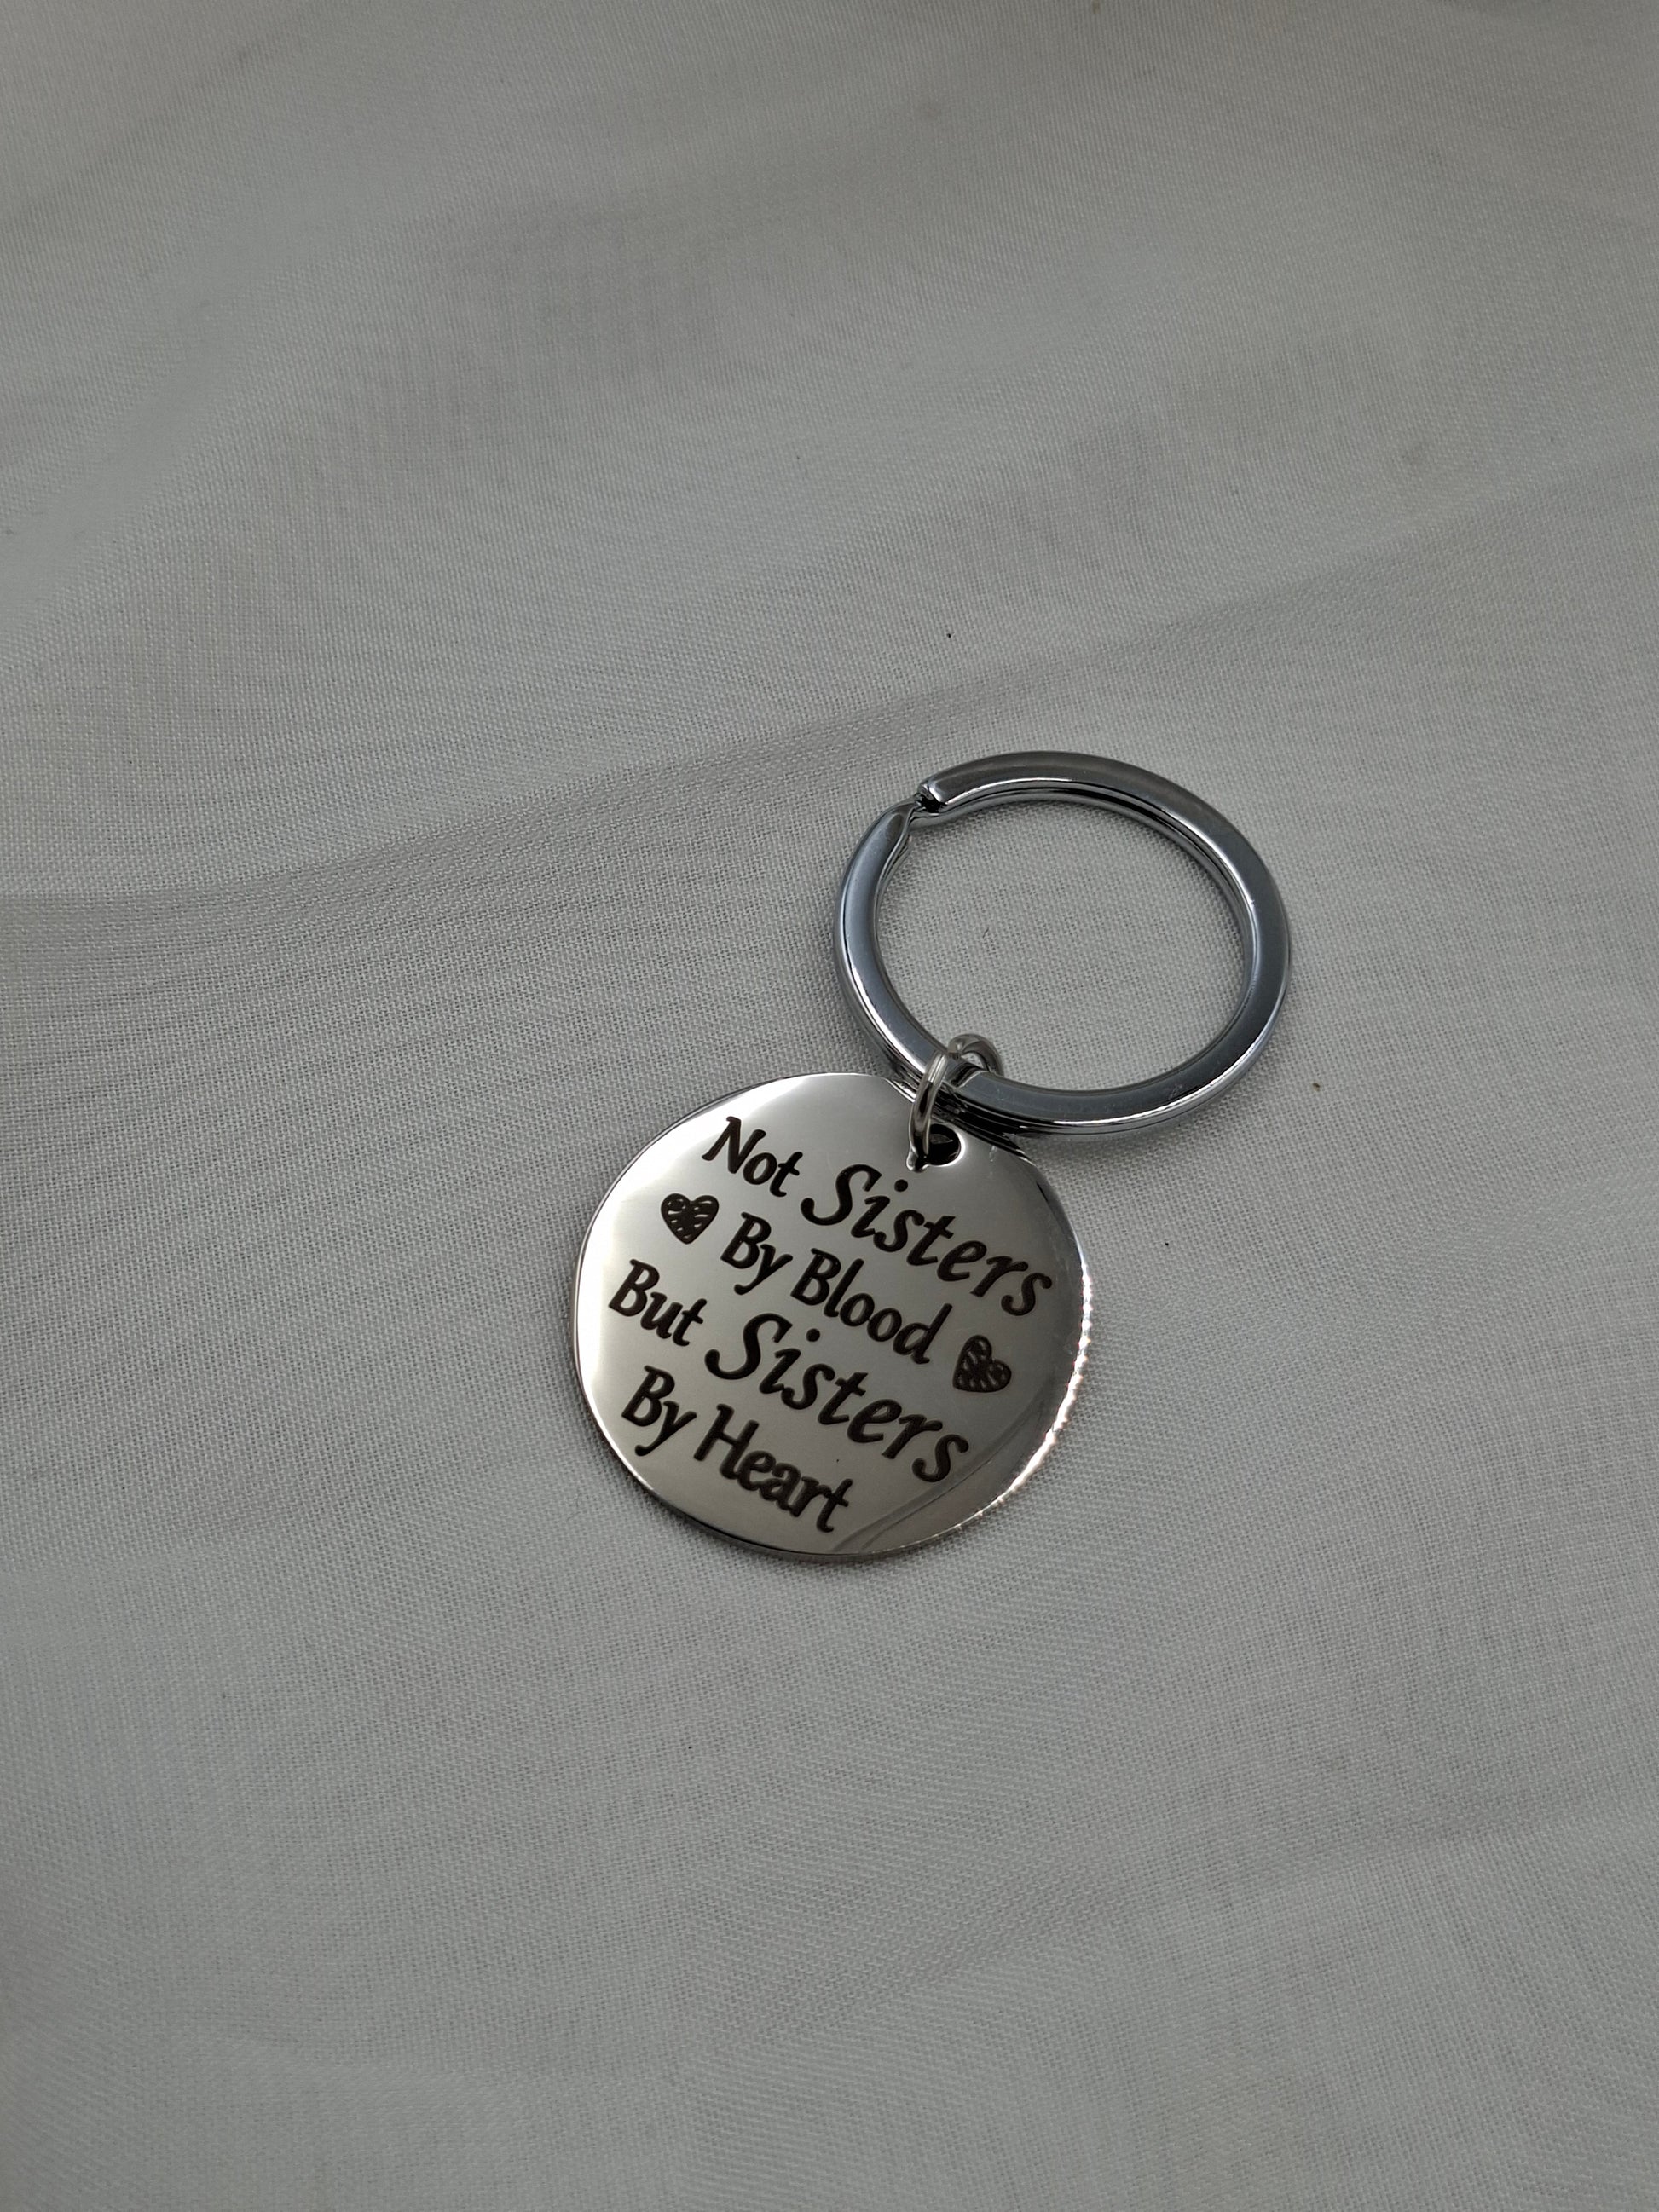 Not Sisters
By Blood
But Sisters
By Heart